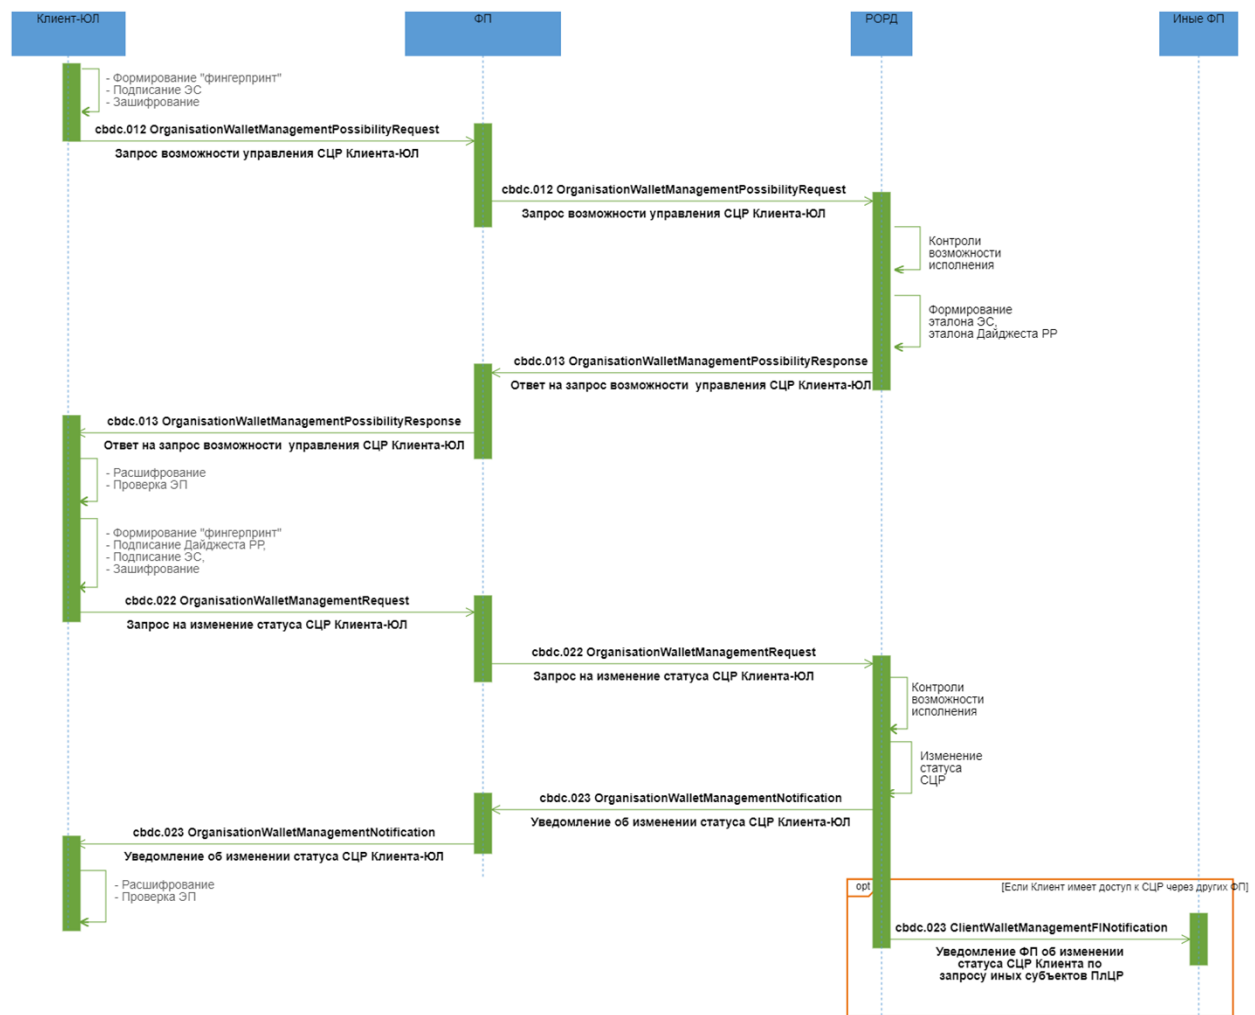 Клиент-ЮЛ
ФП
РОРД
Иные ФП
- Формирование "фингерпринт"
- Подписание ЭС
- Зашифрование
cbdc.012 OrganisationWalletManagementPossibilityRequest
Запрос возможности управления СЦР Клиента-ЮЛ
cbdc.012 OrganisationWalletManagementPossibilityRequest
Запрос возможности управления СЦР Клиента-ЮЛ
Контроли
возможности
исполнения
Формирование
эталона ЭС,
эталона Дайджеста РР
cbdc.013 OrganisationWalletManagementPossibilityResponse
Ответ на запрос возможности  управления СЦР Клиента-ЮЛ
cbdc.013 OrganisationWalletManagementPossibilityResponse
Ответ на запрос возможности  управления СЦР Клиента-ЮЛ
- Расшифрование
- Проверка ЭП
- Формирование "фингерпринт"
- Подписание Дайджеста РР,
- Подписание ЭС,
- Зашифрование
cbdc.022 OrganisationWalletManagementRequest
Запрос на изменение статуса СЦР Клиента-ЮЛ
cbdc.022 OrganisationWalletManagementRequest
Запрос на изменение статуса СЦР Клиента-ЮЛ
Контроли
возможности
исполнения
Изменение
статуса
СЦР
cbdc.023 OrganisationWalletManagementNotification
Уведомление об изменении статуса СЦР Клиента-ЮЛ
cbdc.023 OrganisationWalletManagementNotification
Уведомление об изменении статуса СЦР Клиента-ЮЛ
- Расшифрование
- Проверка ЭП
opt
[Если Клиент имеет доступ к СЦР через других ФП]
cbdc.023 ClientWalletManagementFINotification
Уведомление ФП об изменении
статуса СЦР Клиента по
запросу иных субъектов ПлЦР